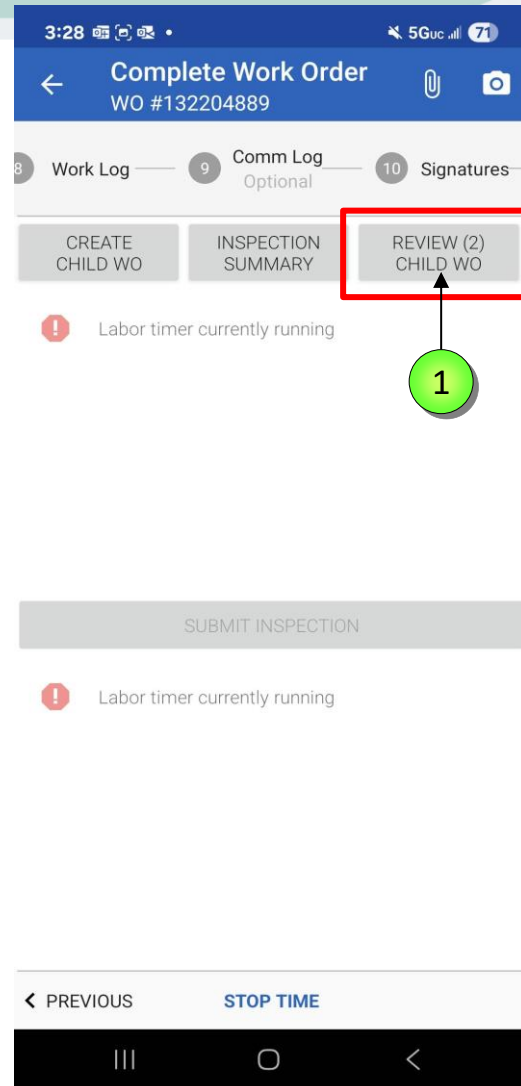 3:28 5Guc 71
Complete Work Order
WO #132204889
8 Work Log 9 Comm Log Optional 10 Signatures
CREATE CHILD WO
INSPECTION SUMMARY
REVIEW (2) CHILD WO
Labor timer currently running
1
SUBMIT INSPECTION
Labor timer currently running
PREVIOUS STOP TIME